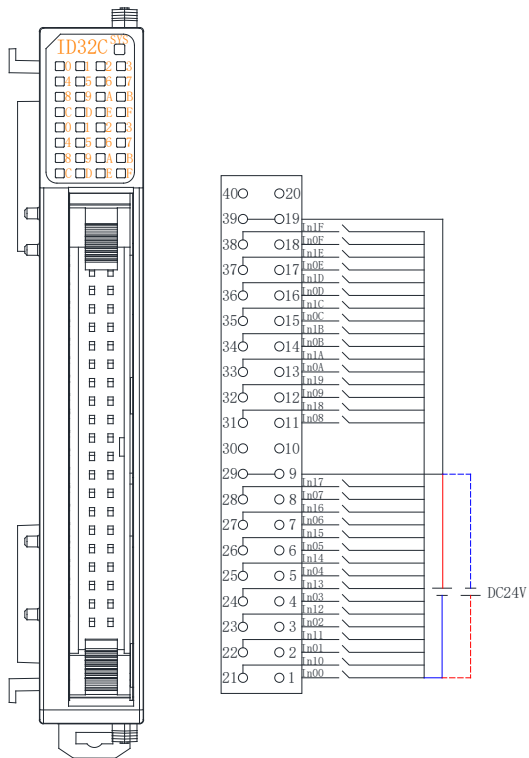 ID32C SYS
0 1 2 3
4 5 6 7
8 9 A B
C D E F
0 1 2 3
4 5 6 7
8 9 A B
C D E F
40 20
39 19
In1F
38 18 In0F
In1E
37 17 In0E
In1D
36 16 In0D
In1C
35 15 In0C
In1B
34 14 In0B
In1A
33 13 In0A
In19
32 12 In09
In18
31 11 In08
30 10
29 9
In17
28 8 In07
In16
27 7 In06
In15
26 6 In05
In14
25 5 In04
In13
24 4 In03
In12
23 3 In02
In11
22 2 In01
In10
21 1 In00
DC24V